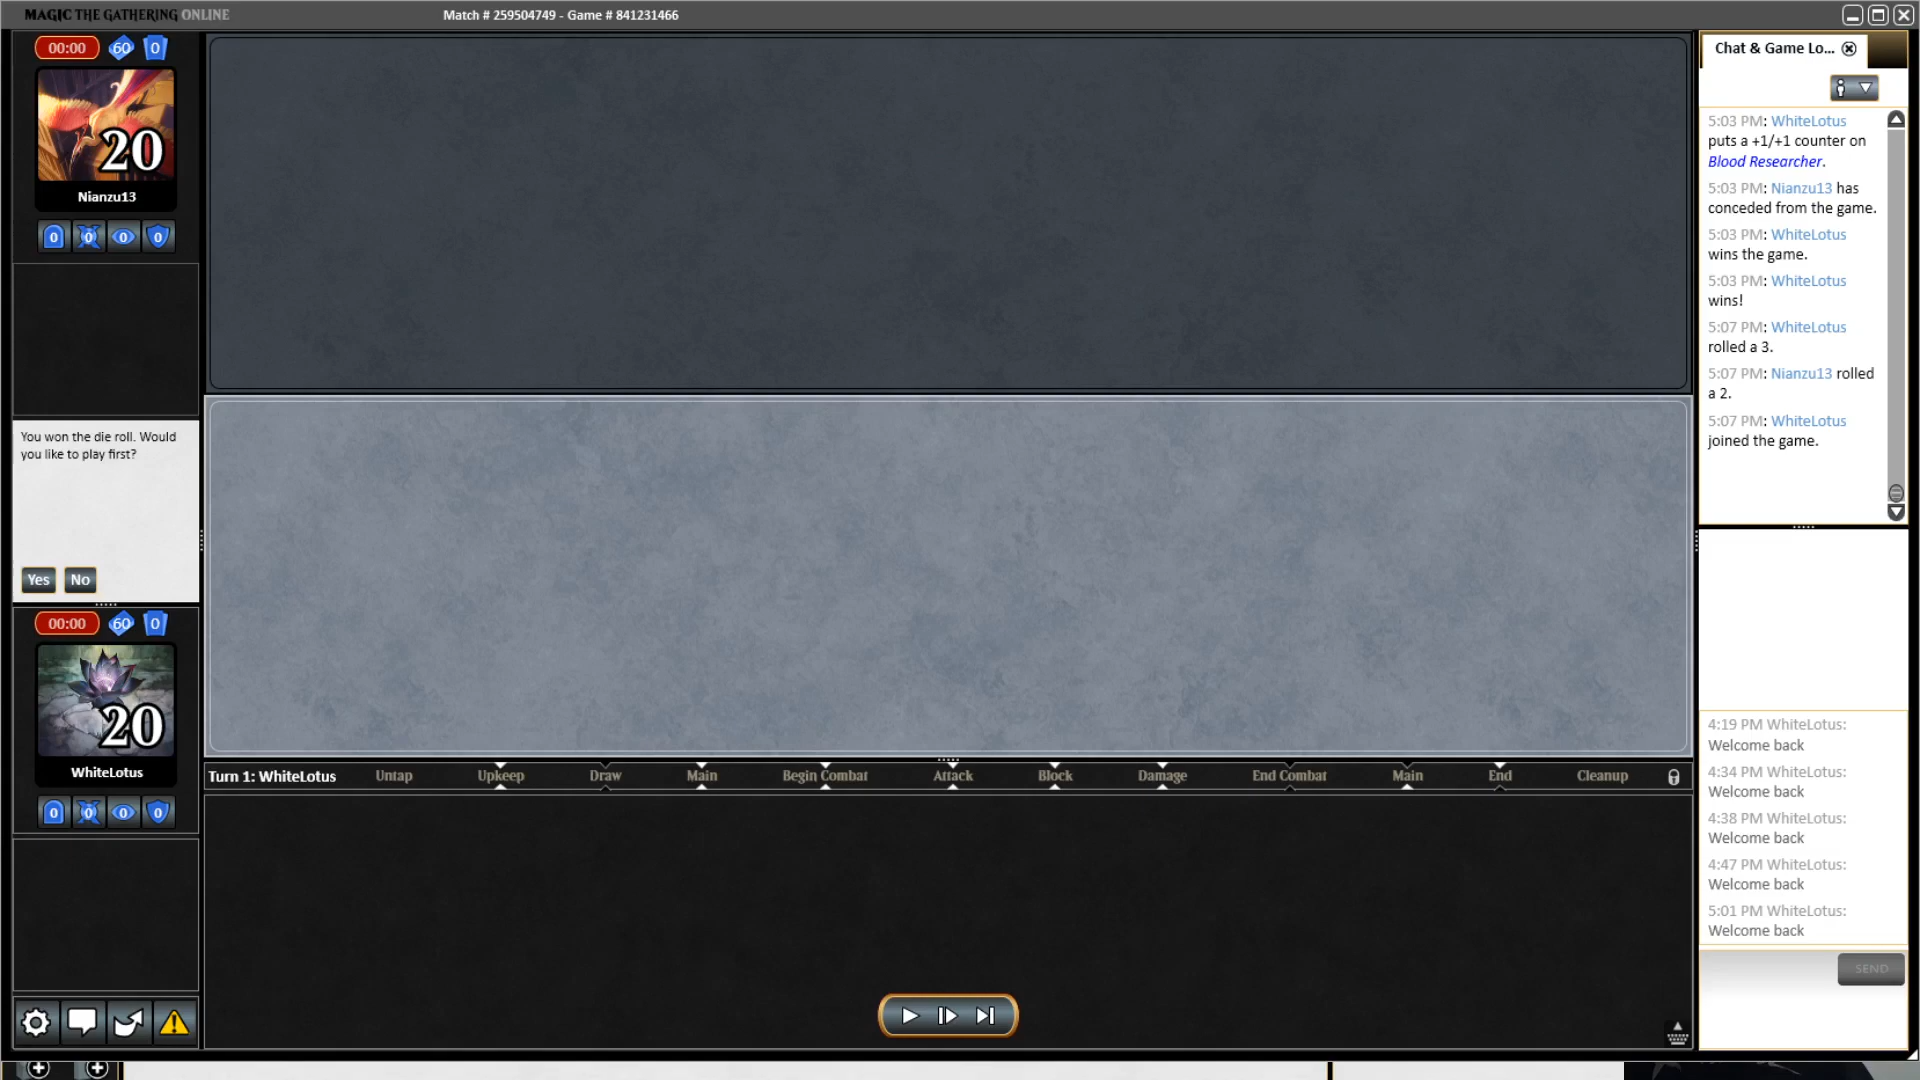 MAGIC THE GATHERING ONLINE
Match # 259504749 - Game # 841231466
00:00 60 0
20
Nianzu13
0 0 0 0
You won the die roll. Would
you like to play first?
Yes No
00:00 60 0
20
WhiteLotus
0 0 0 0
Turn 1: WhiteLotus Untap Upkeep Draw Main Begin Combat Attack Block Damage End Combat Main End Cleanup
Chat & Game Lo...
5:03 PM: WhiteLotus
puts a +1/+1 counter on
Blood Researcher.
5:03 PM: Nianzu13 has
conceded from the game.
5:03 PM: WhiteLotus
wins the game.
5:03 PM: WhiteLotus
wins!
5:07 PM: WhiteLotus
rolled a 3.
5:07 PM: Nianzu13 rolled
a 2.
5:07 PM: WhiteLotus
joined the game.
4:19 PM WhiteLotus:
Welcome back
4:34 PM WhiteLotus:
Welcome back
4:38 PM WhiteLotus:
Welcome back
4:47 PM WhiteLotus:
Welcome back
5:01 PM WhiteLotus:
Welcome back
SEND